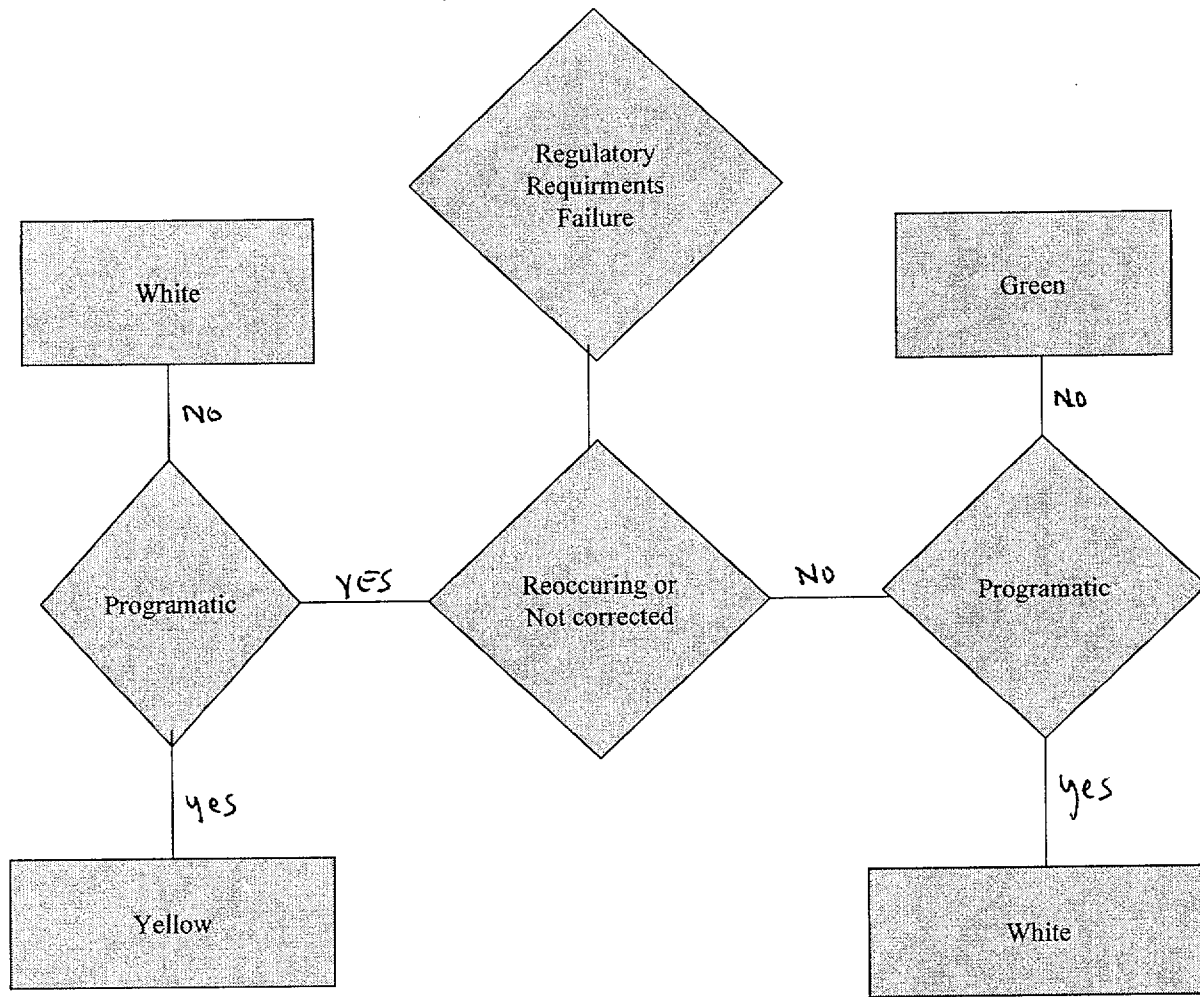 Regulatory
Requirments
Failure
White
Green
NO
NO
Programatic
YES
Reoccuring or
Not corrected
NO
Programatic
yes
yes
Yellow
White